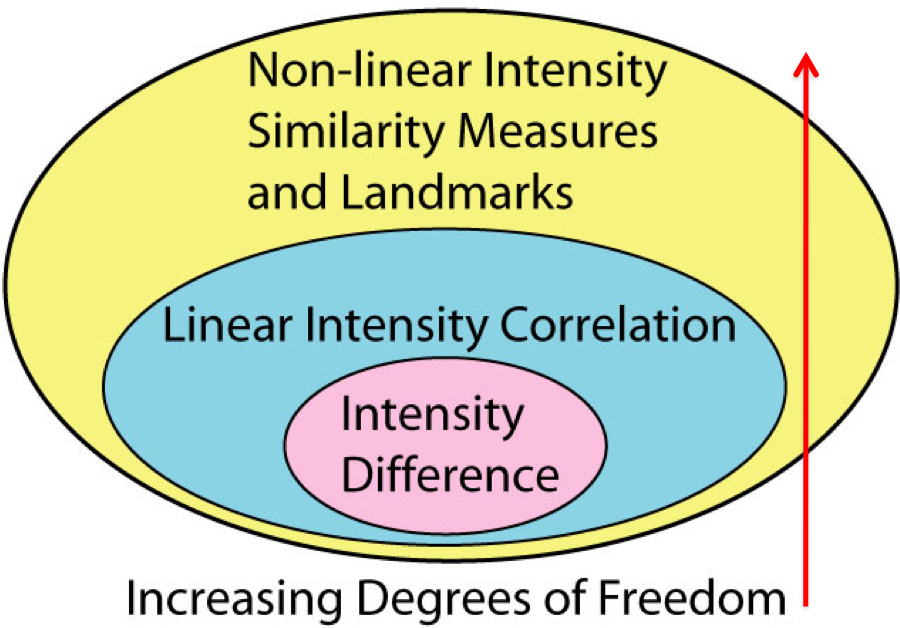 Non-linear Intensity
Similarity Measures
and Landmarks
Linear Intensity Correlation
Intensity
Difference
Increasing Degrees of Freedom